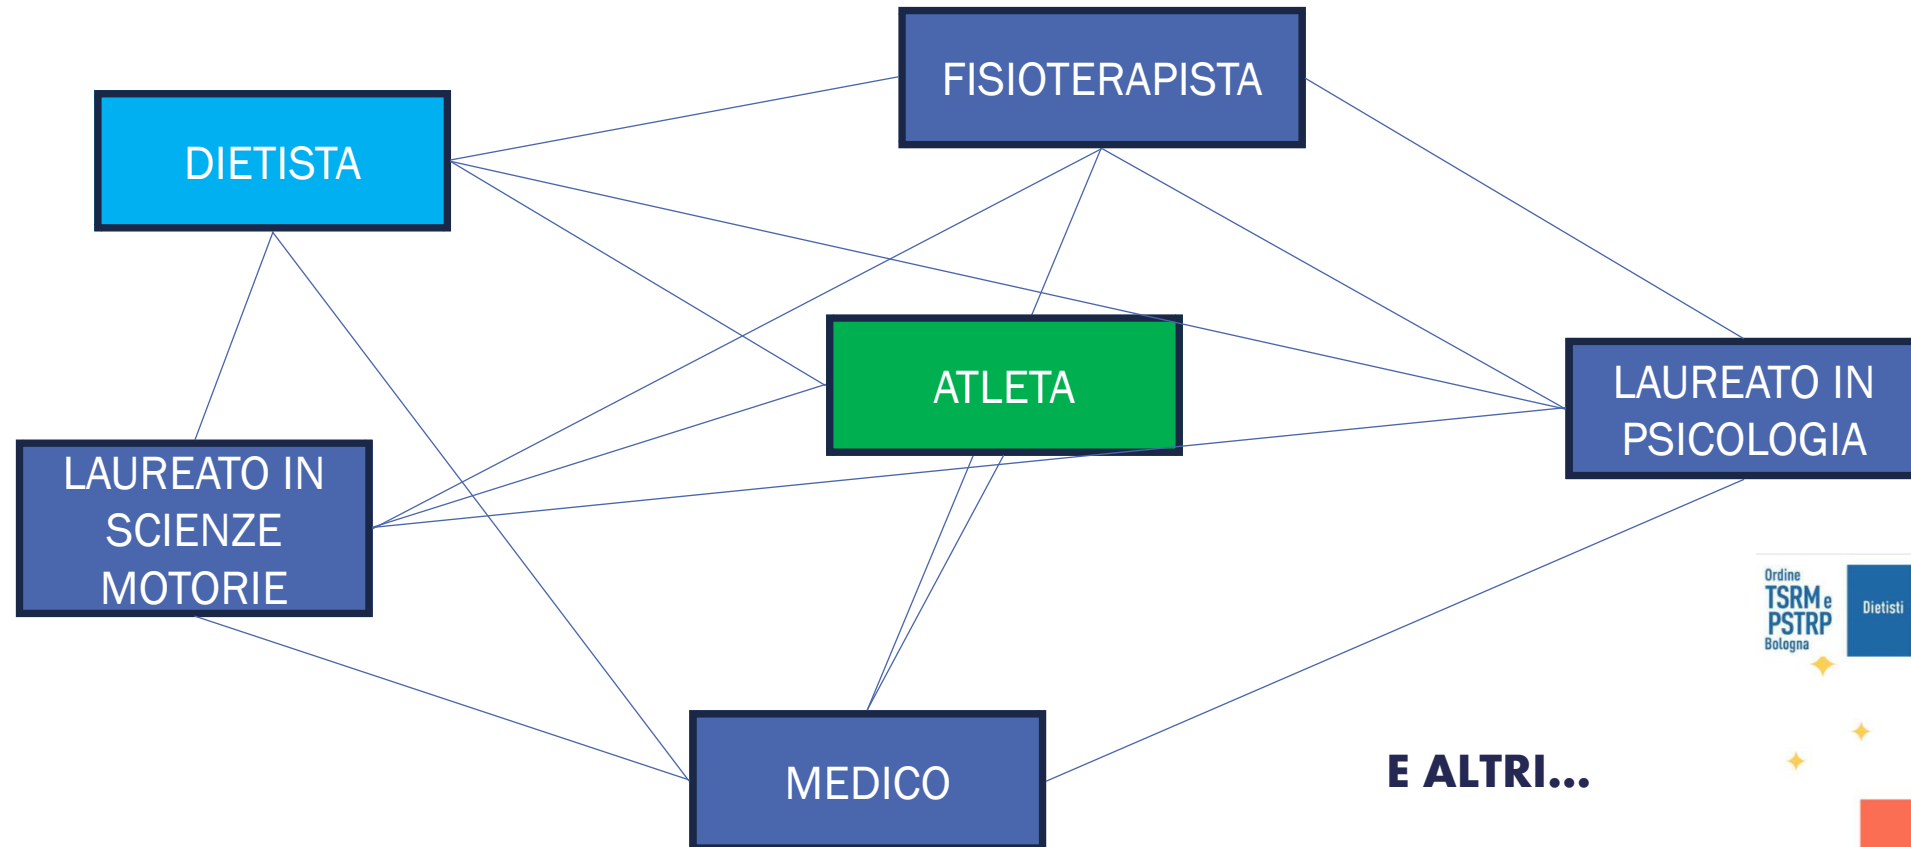 FISIOTERAPISTA
DIETISTA
ATLETA
LAUREATO IN
PSICOLOGIA
LAUREATO IN
SCIENZE
MOTORIE
Ordine
TSRM e
PSTRP
Bologna
Dietisti
MEDICO
E ALTRI...